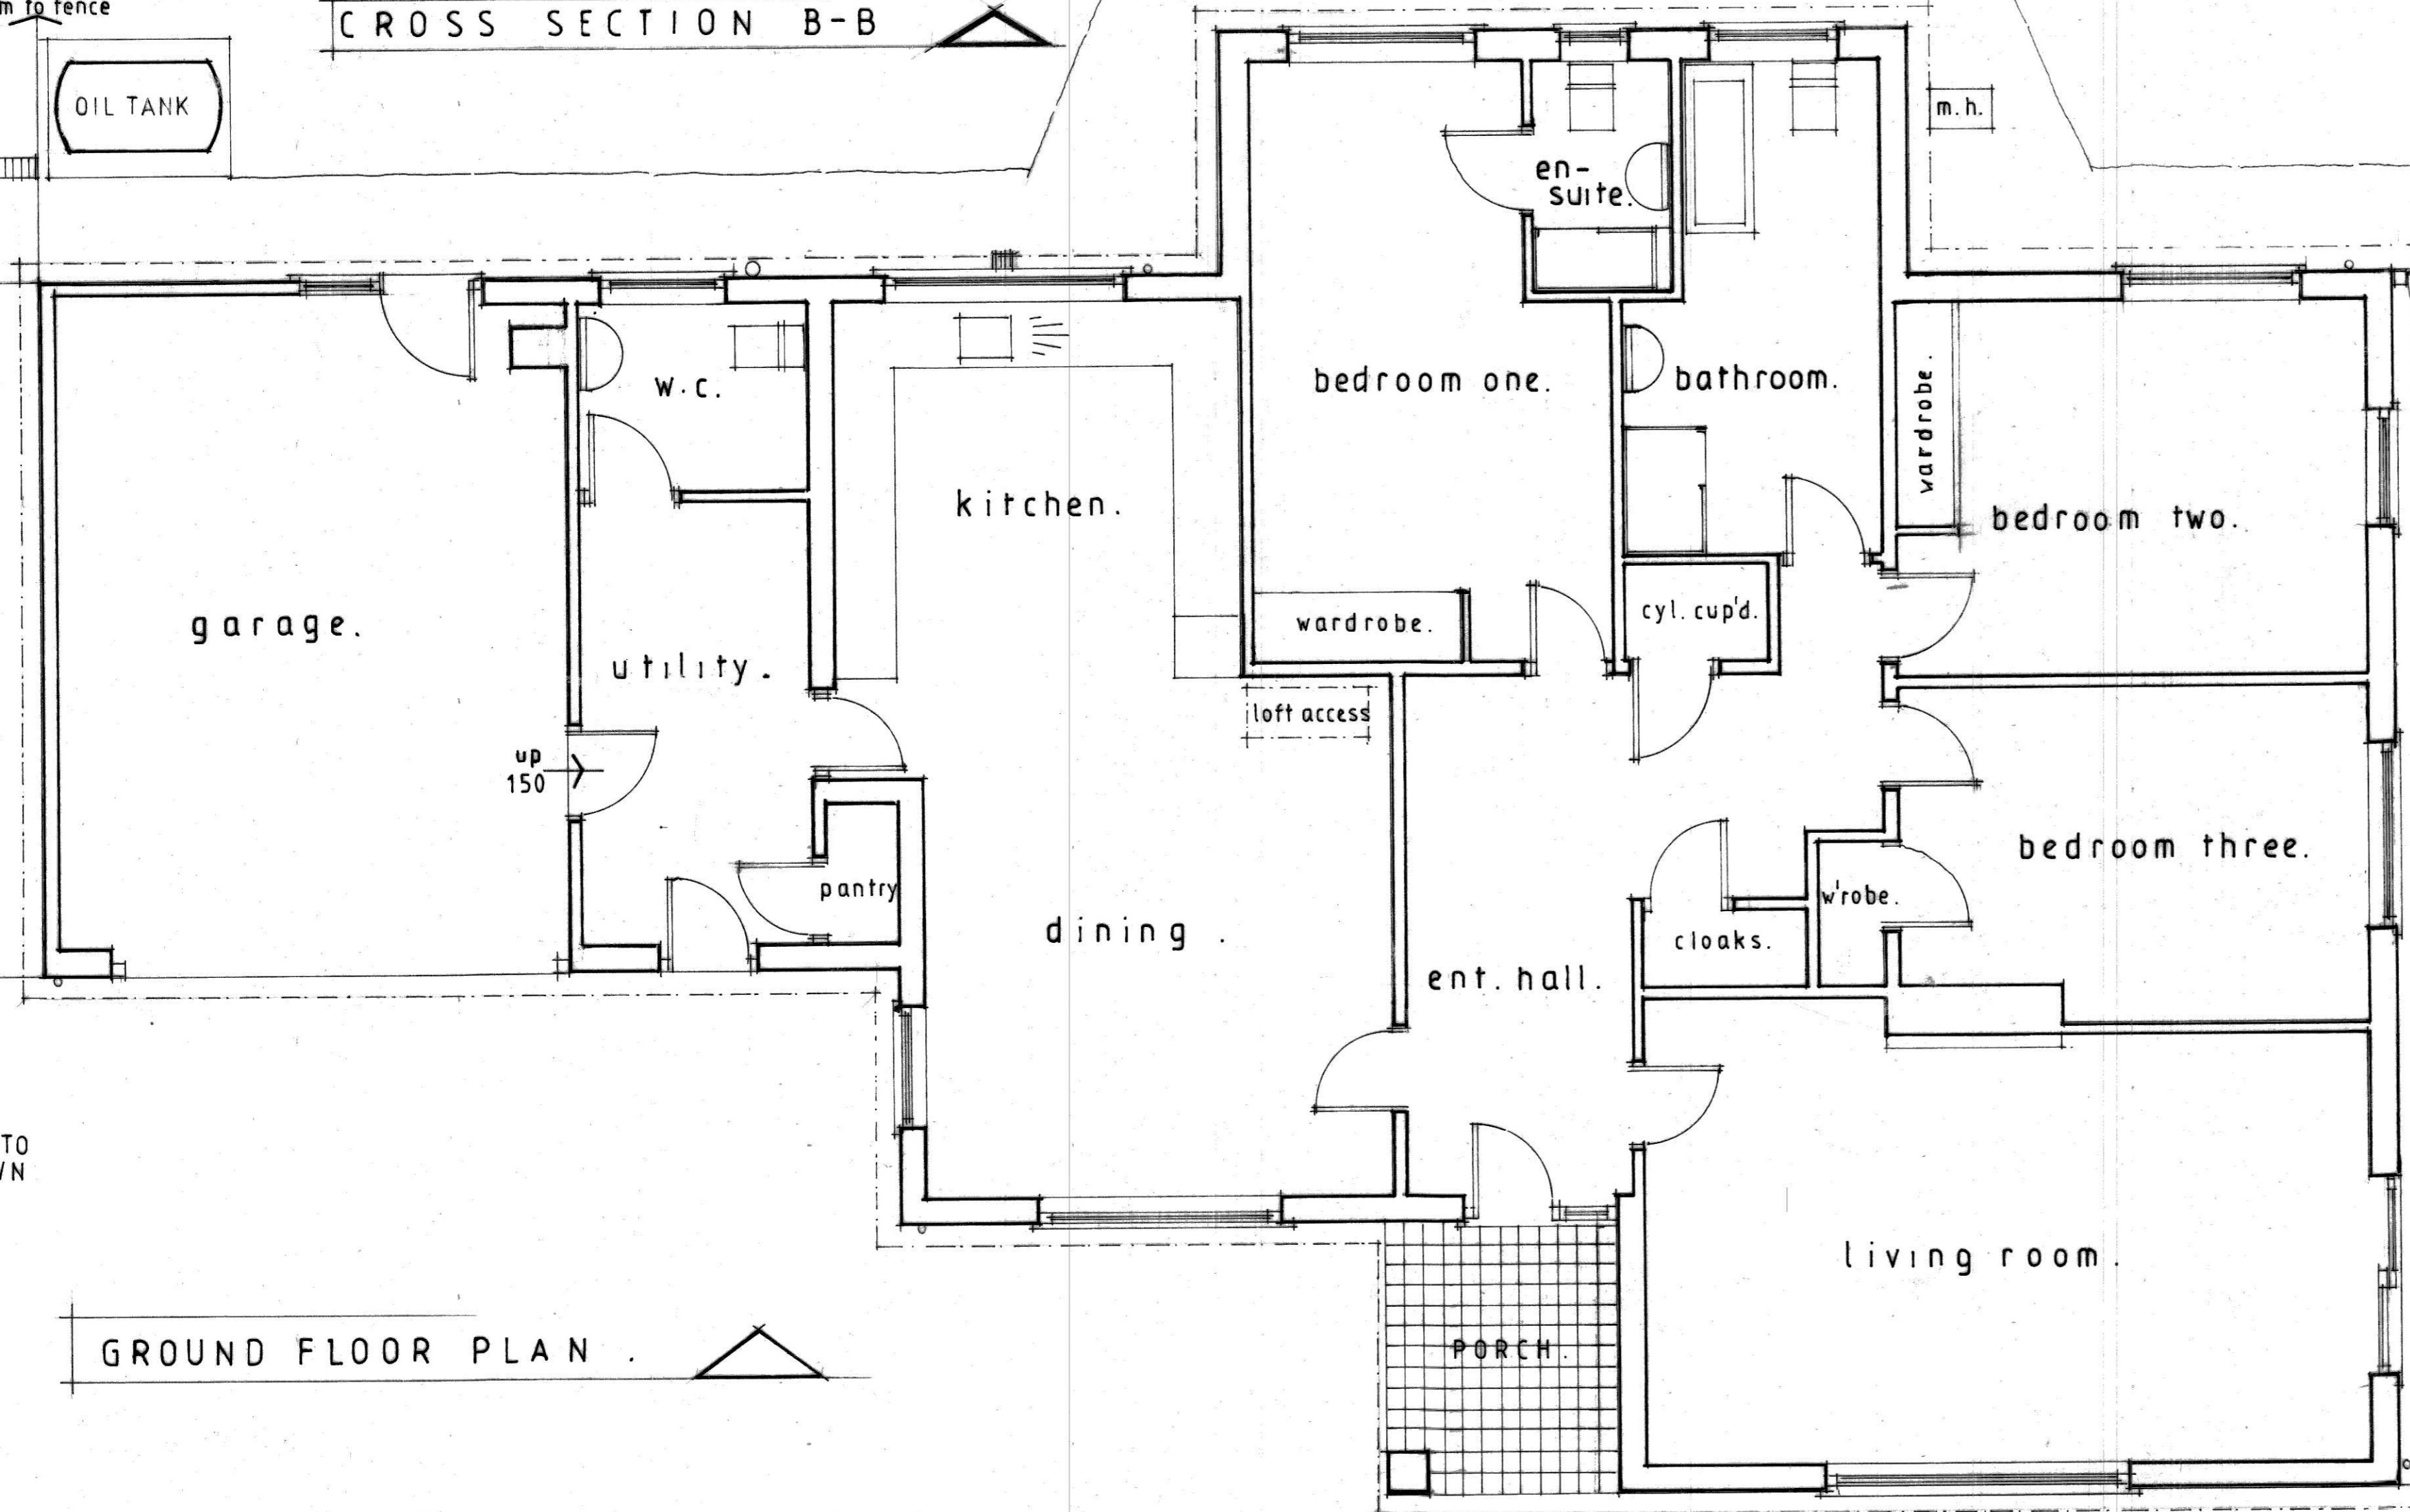 m to fence
CROSS SECTION B-B
OIL TANK
m.h.
en-
suite.
w.c.
bedroom one.
bathroom.
wardrobe.
kitchen.
bedroom two.
garage.
wardrobe.
cyl. cup'd.
utility.
loft access
up
150
bedroom three.
pantry
w'robe.
dining .
cloaks.
ent. hall.
TO
living room.
GROUND FLOOR PLAN .
PORCH.